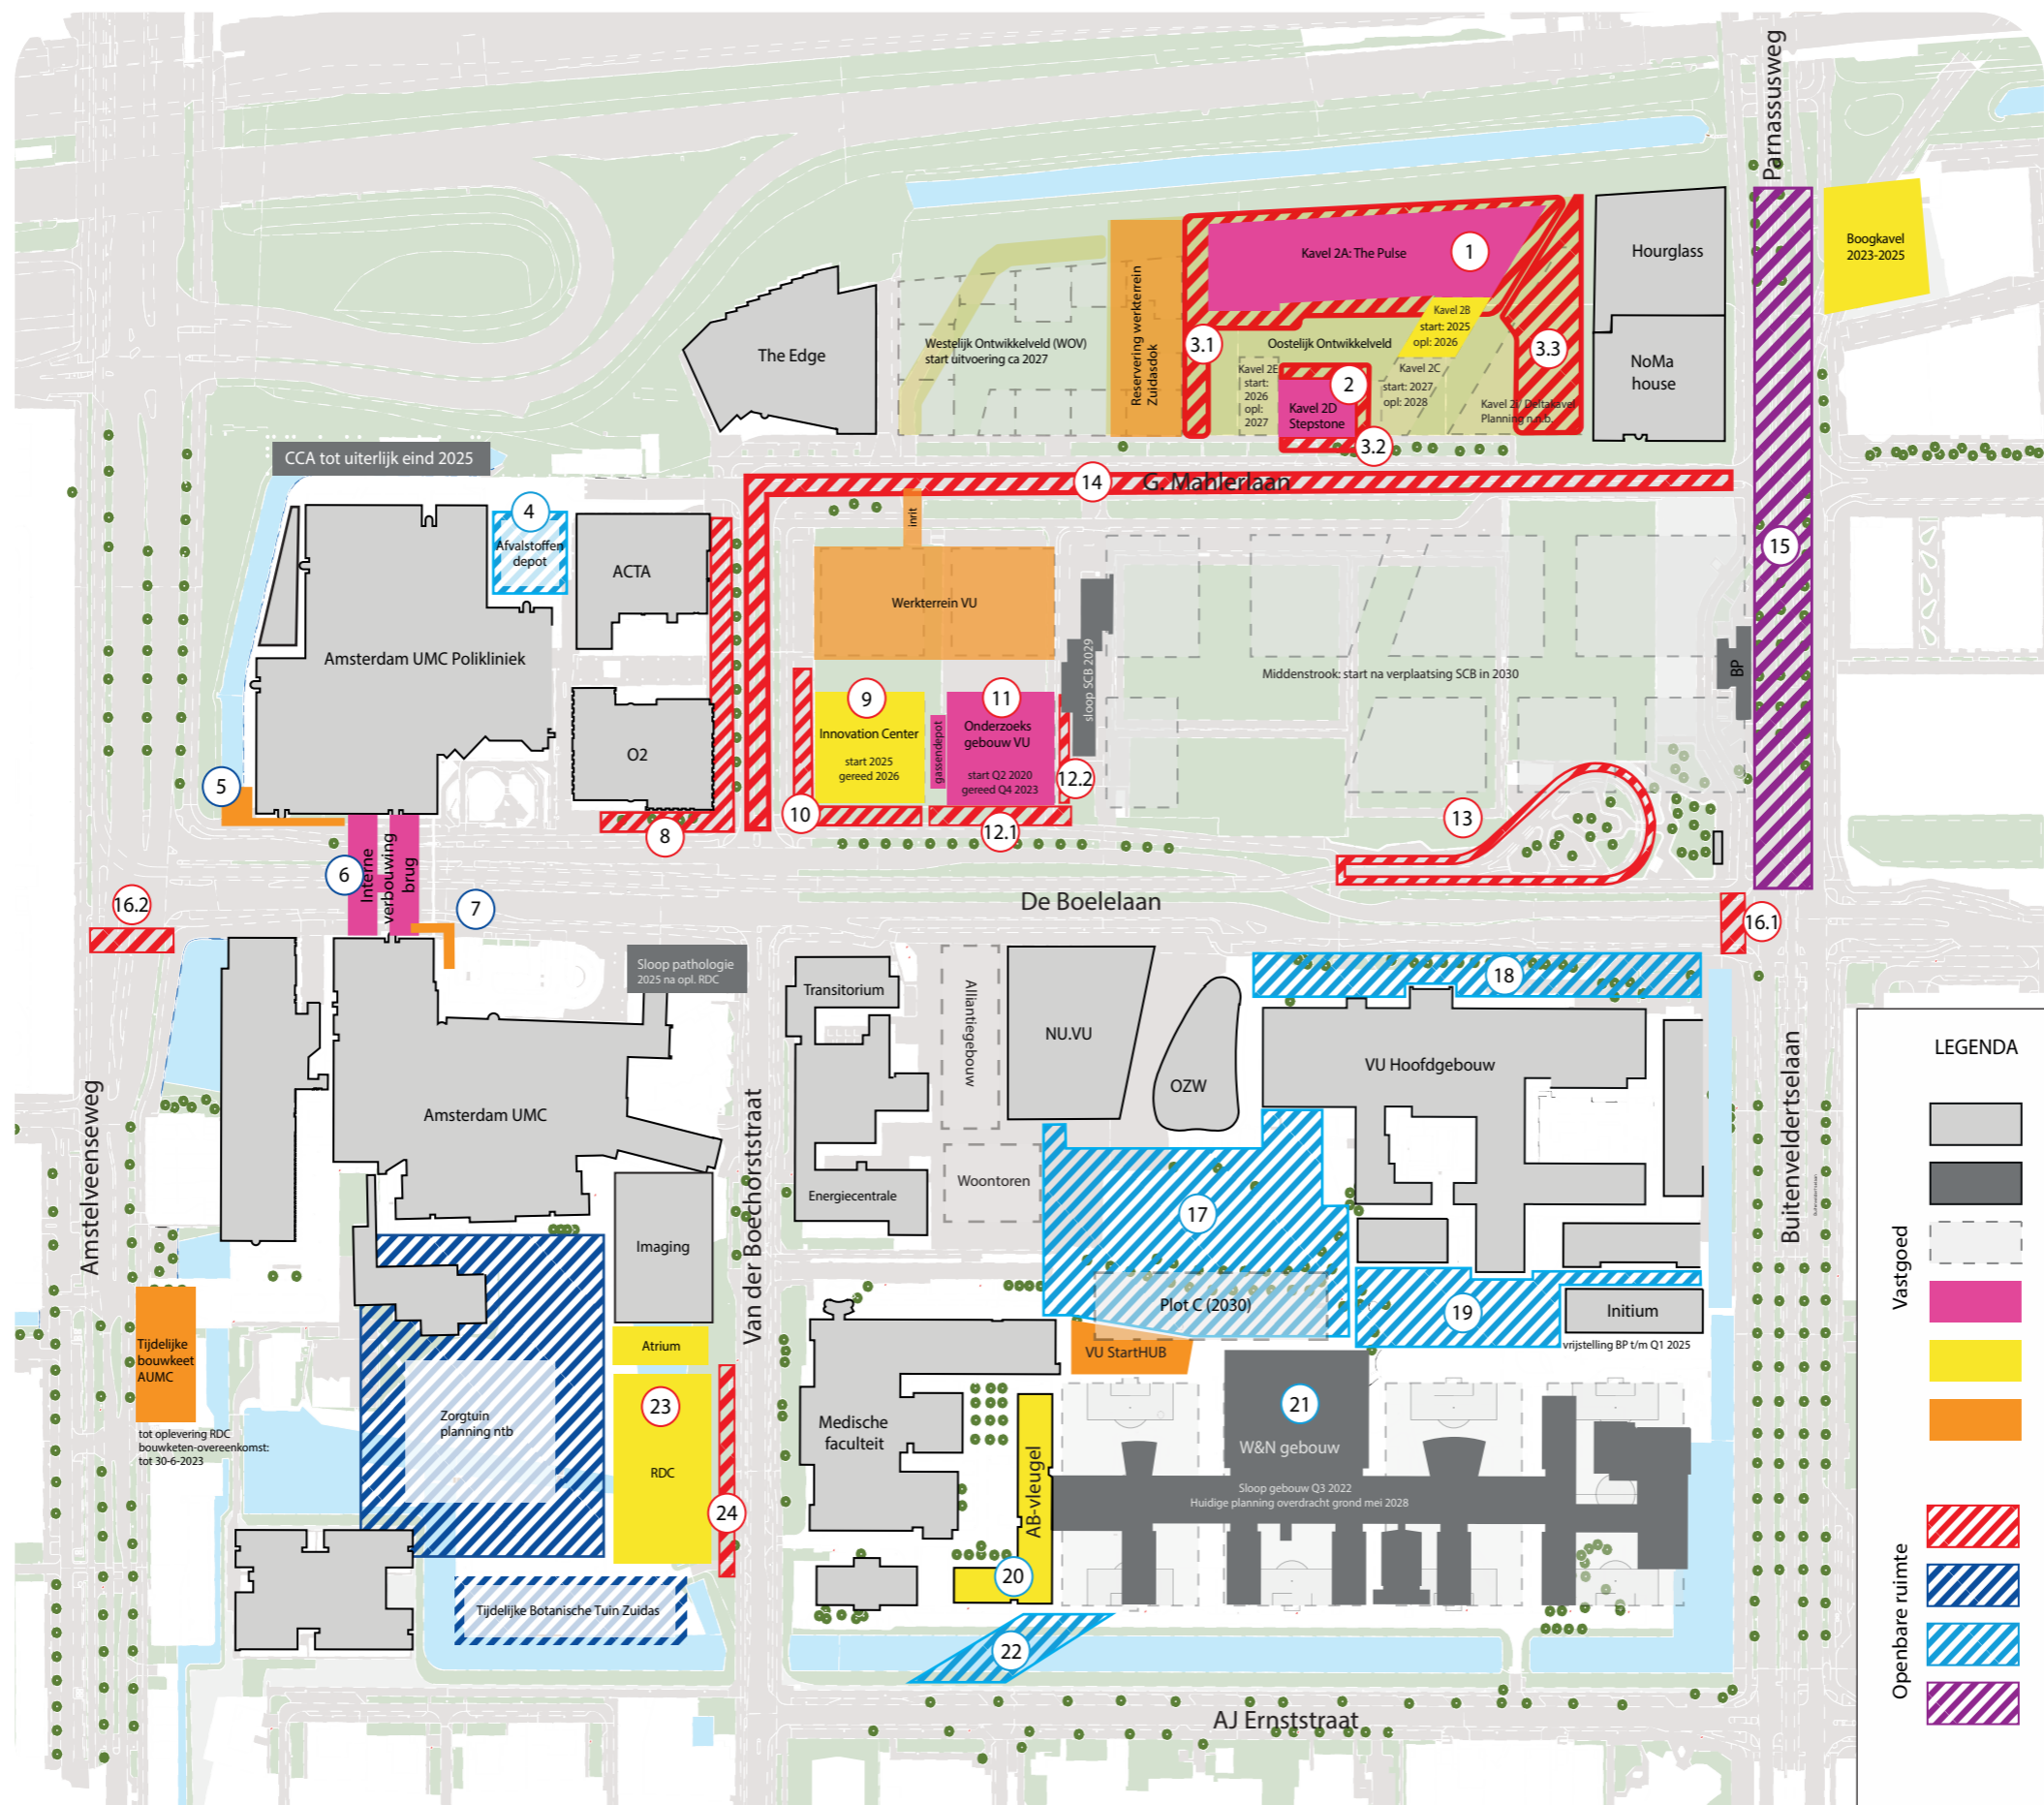 Parnassusweg
Boogkavel
2023-2025
Hourglass
NoMa
house
Kavel 2A: The Pulse
1
Kavel 2B
start: 2025
opl: 2026
3.1
3.3
Oostelijk Ontwikkelveld
Kavel 2E
start:
2026
opl:
2027
2
Kavel 2D
Stepstone
3.2
Kavel 2C
start: 2027
opl: 2028
Planning n.n.b.
Reservering werkterrein
Zuidasdok
Westelijk Ontwikkelveld (WOV)
start uitvoering ca 2027
The Edge
CCA tot uiterlijk eind 2025
14
G. Mahlerlaan
4
Afvalstoffen
depot
ACTA
inrit
15
Werkterrein VU
Amsterdam UMC Polikliniek
sloop SCB 2029
Middenstrook: start na verplaatsing SCB in 2030
BP
9
Innovation Center
start 2025
gereed 2026
gassendepot
11
Onderzoeks
gebouw VU
start Q2 2020
gereed Q4 2023
O2
12.2
5
10
8
12.1
13
6
Interne
verbouwing
brug
7
16.2
De Boelelaan
16.1
Sloop pathologie
2025 na opl. RDC
Transitorium
Alliantiegebouw
NU.VU
OZW
18
VU Hoofdgebouw
LEGENDA
Amsterdam UMC
Amstelveenseweg
Van der Boechorststraat
Buitenveldertselaan
Energiecentrale
Woontoren
17
Imaging
Plot C (2030)
19
Initium
vrijstelling BP t/m Q1 2025
Vastgoed
Atrium
VU StartHUB
Tijdelijke
bouwkeet
AUMC
tot oplevering RDC
bouwketen-overeenkomst:
tot 30-6-2023
Zorgtuin
planning ntb
23
RDC
24
Medische
faculteit
AB-vleugel
21
W&N gebouw
Sloop gebouw Q3 2022
Huidige planning overdracht grond mei 2028
20
Tijdelijke Botanische Tuin Zuidas
22
Openbare ruimte
AJ Ernststraat